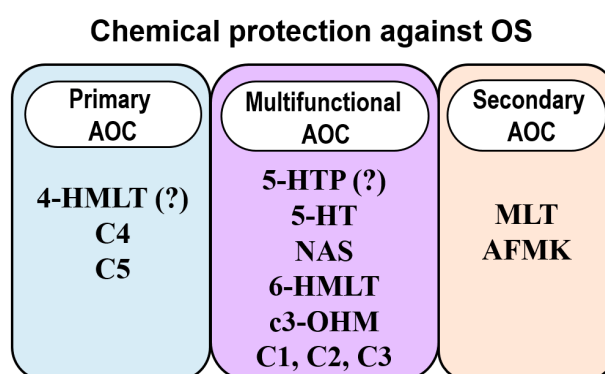 Chemical protection against OS
Primary
AOC
4-HMLT (?)
C4
C5
Multifunctional
AOC
5-HTP (?)
5-HT
NAS
6-HMLT
c3-OHM
C1, C2, C3
Secondary
AOC
MLT
AFMK